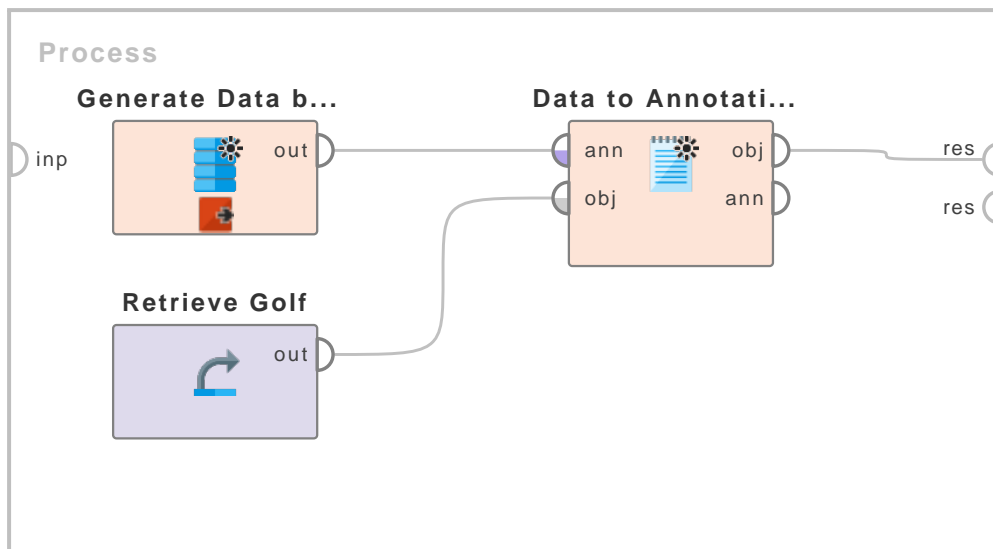 Process
Generate Data b...
Data to Annotati...
inp
out
ann
obj
res
obj
ann
res
Retrieve Golf
out